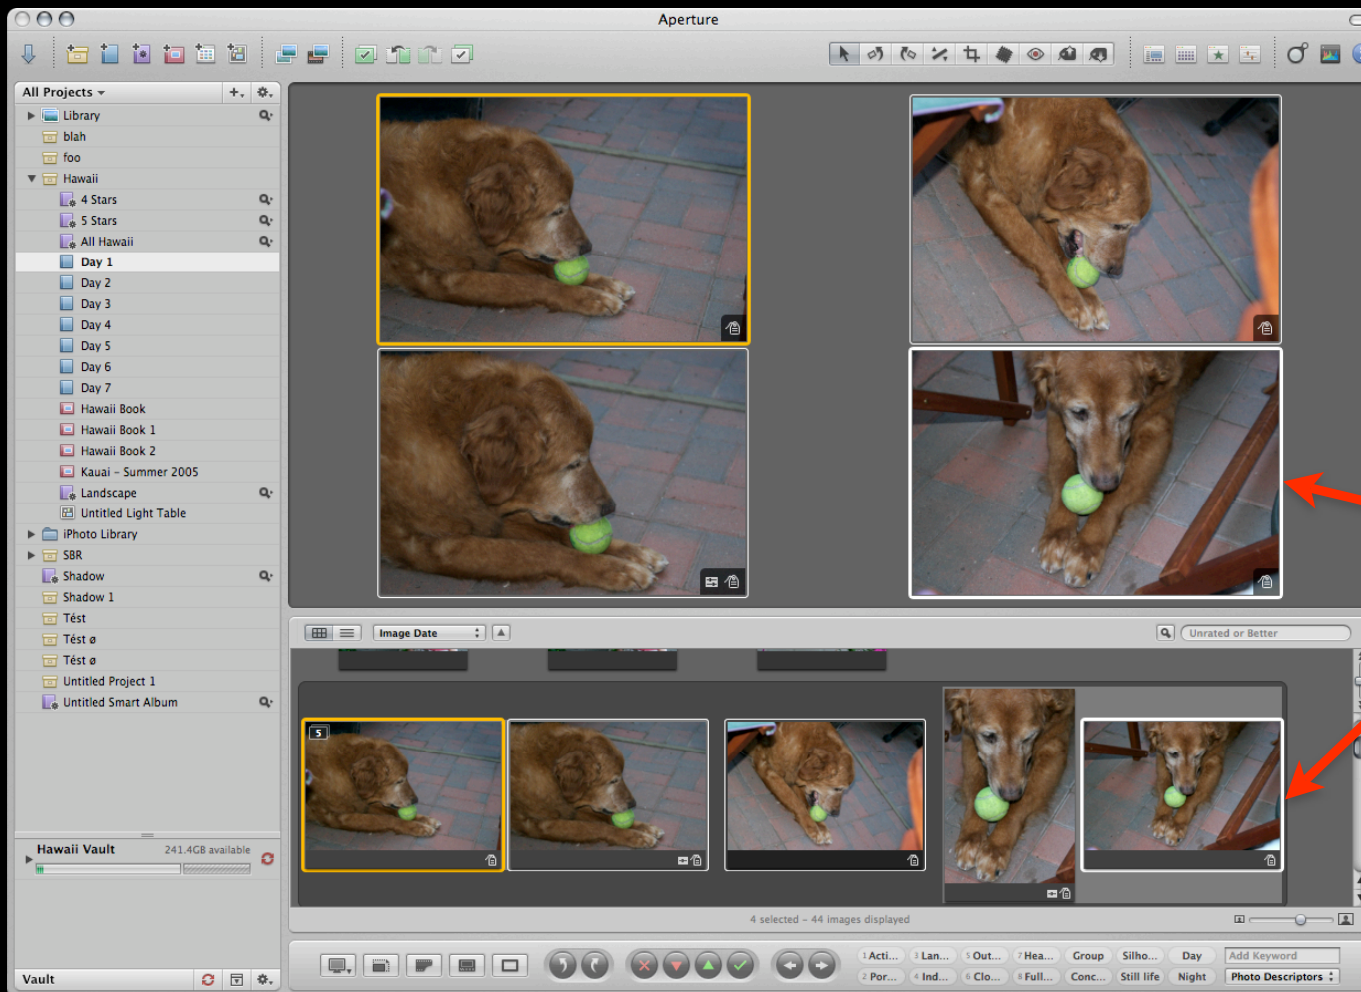 Aperture
All Projects
Library
blah
foo
Hawaii
4 Stars
5 Stars
All Hawaii
Day 1
Day 2
Day 3
Day 4
Day 5
Day 6
Day 7
Hawaii Book
Hawaii Book 1
Hawaii Book 2
Kauai – Summer 2005
Landscape
Untitled Light Table
iPhoto Library
SBR
Shadow
Shadow 1
Tést
Tést ø
Tést ø
Untitled Project 1
Untitled Smart Album
Hawaii Vault 241.4GB available
Vault
Image Date
Unrated or Better
5
4 selected – 44 images displayed
1 Acti... 3 Lan... 5 Out... 7 Hea... Group Silho... Day Add Keyword
2 Por... 4 Ind... 6 Clo... 8 Full... Conc... Still life Night Photo Descriptors